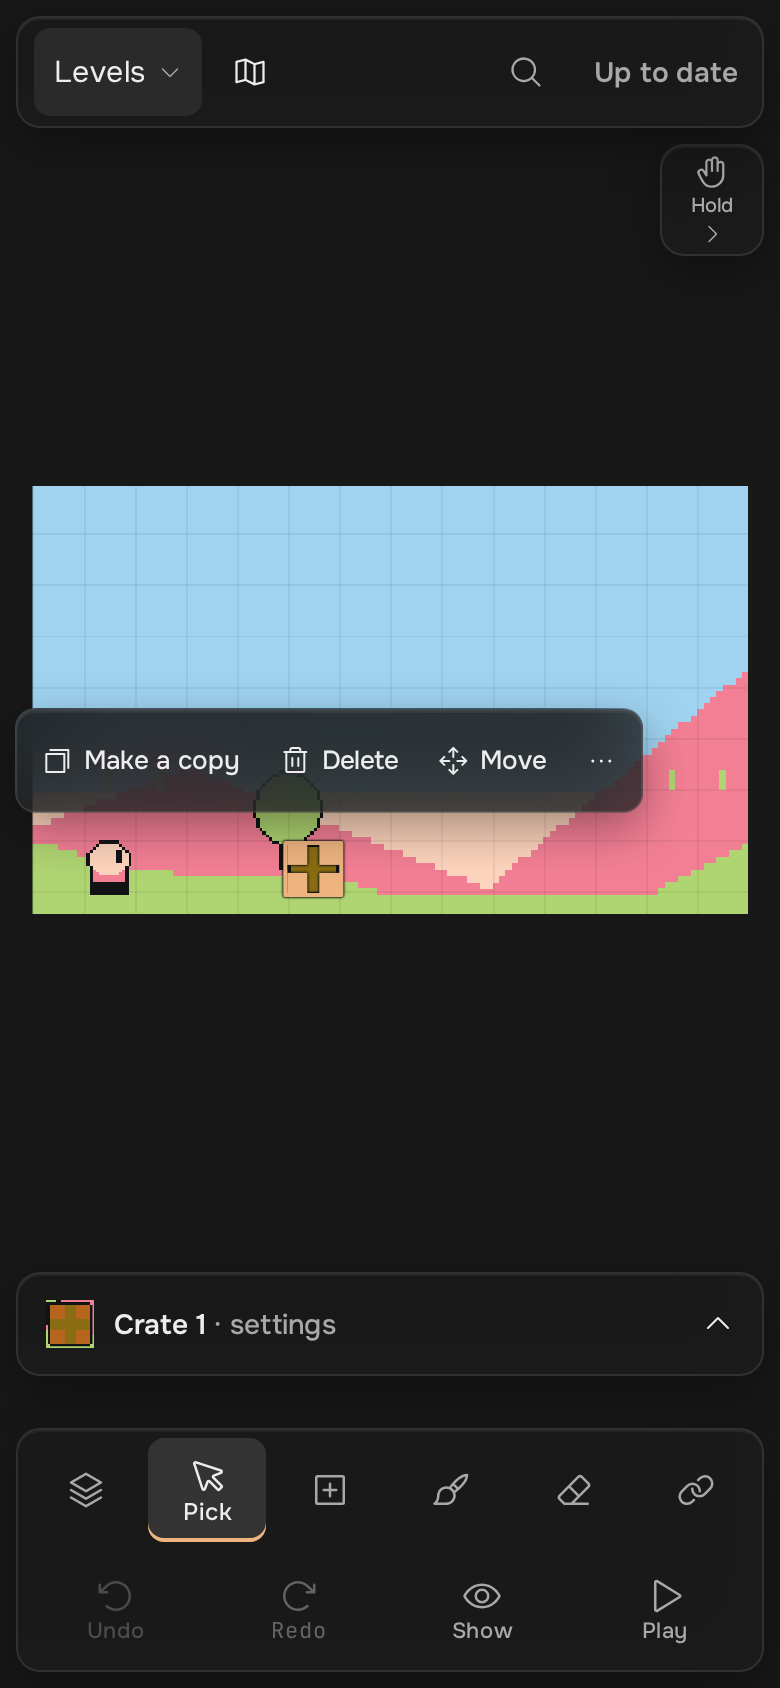 Levels
Up to date
Hold
Make a copy
Delete
Move
Crate 1 · settings
Pick
Undo
Redo
Show
Play